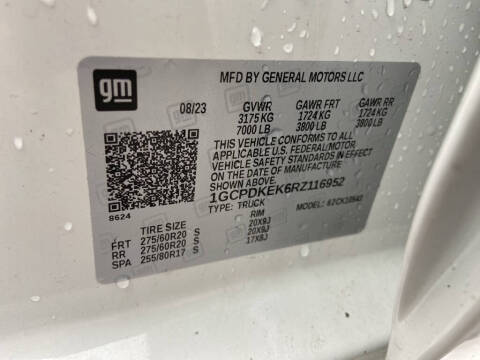 gm
MFD BY GENERAL MOTORS LLC
08/23 GVWR GAWR FRT GAWR RR
3175 KG 1724 KG 1724 KG
7000 LB 3800 LB 3800 LB
THIS VEHICLE CONFORMS TO ALL
APPLICABLE U.S. FEDERAL MOTOR
VEHICLE SAFETY STANDARDS IN EFFECT
ON THE DATE OF MANUFACTURE
1GCPDKEK6RZ116952
TYPE: TRUCK MODEL:
8624
TIRE SIZE RIM
FRT 275/60R20 S 20X9J
RR 275/60R20 S 20X9J
SPA 255/80R17 S 17X8J